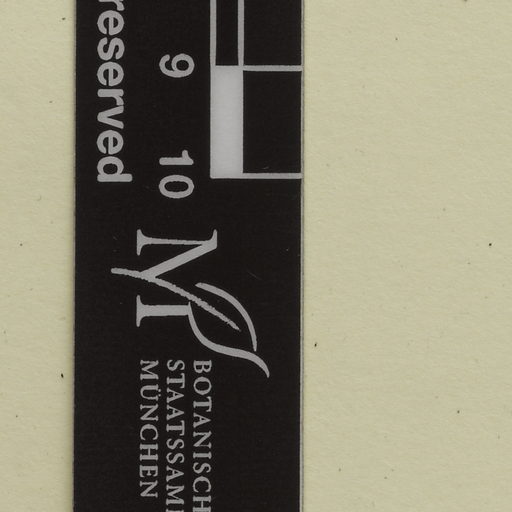 reserved
9 10
BOTANISCH
STAATSSAM
MÜNCHEN